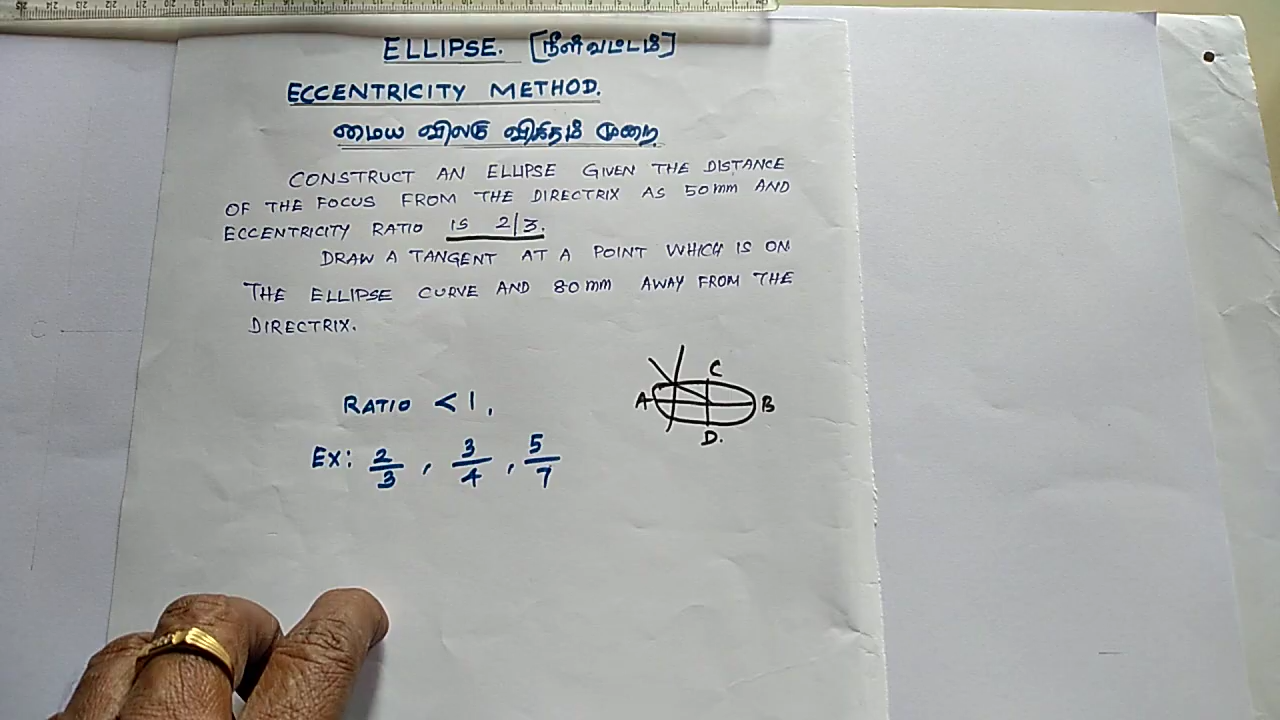 ELLIPSE. [நீள்வட்டம்]
ECCENTRICITY METHOD.
மைய விலகு விகிதம் முறை
CONSTRUCT AN ELLIPSE GIVEN THE DISTANCE
OF THE FOCUS FROM THE DIRECTRIX AS 50mm AND
ECCENTRICITY RATIO IS 2/3.
DRAW A TANGENT AT A POINT WHICH IS ON
THE ELLIPSE CURVE AND 80mm AWAY FROM THE
DIRECTRIX.
C
A B
D.
RATIO < 1,
EX: 2/3, 3/4, 5/7